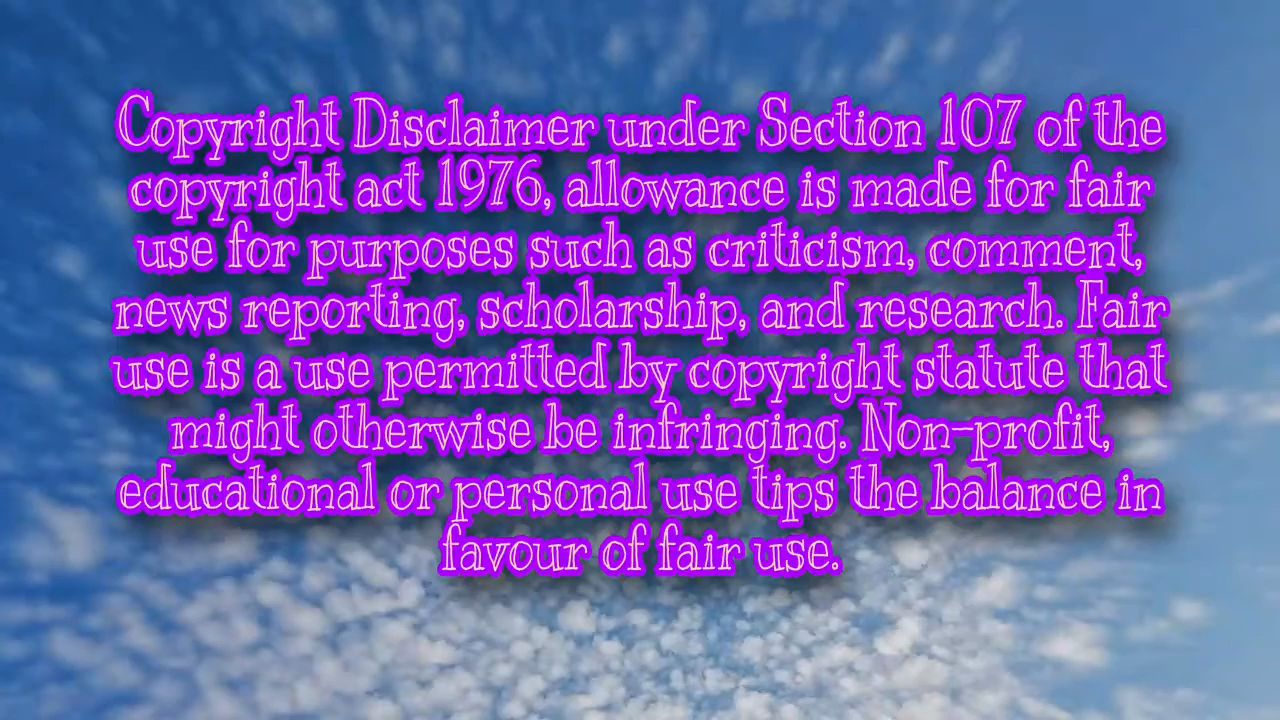 Copyright Disclaimer under Section 107 of the
copyright act 1976, allowance is made for fair
use for purposes such as criticism, comment,
news reporting, scholarship, and research. Fair
use is a use permitted by copyright statute that
might otherwise be infringing. Non-profit,
educational or personal use tips the balance in
favour of fair use.